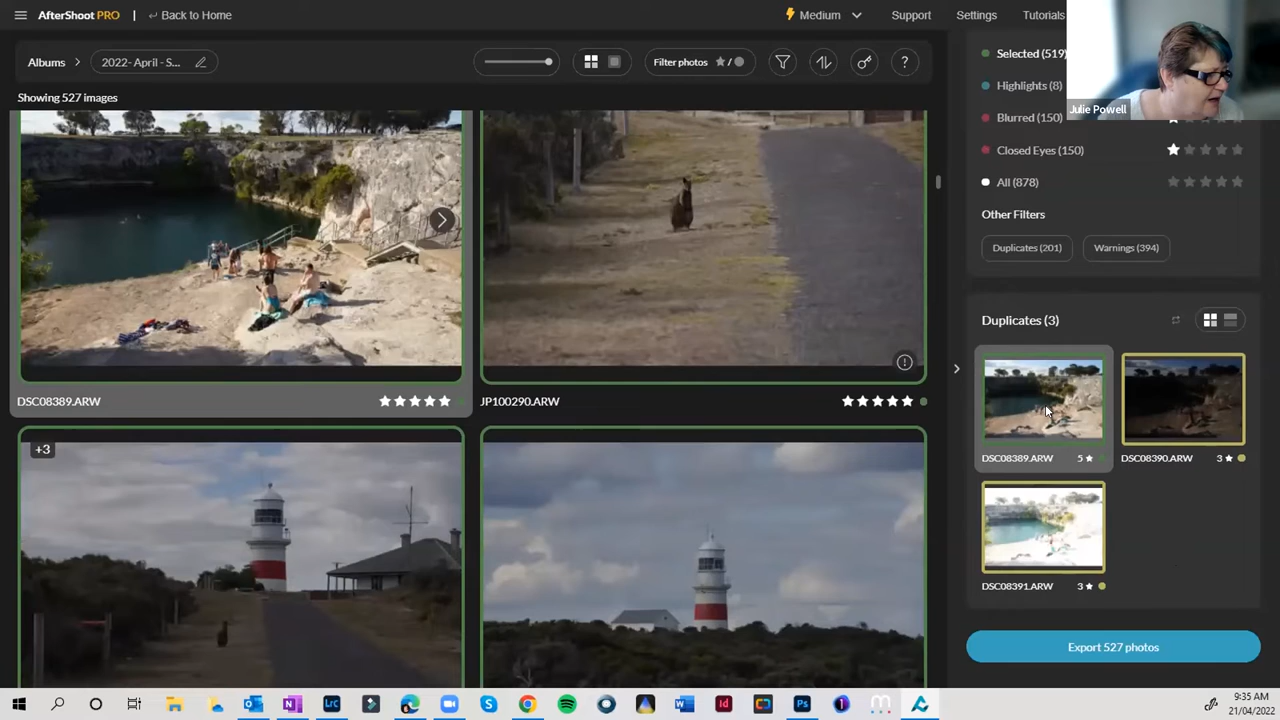 AfterShoot PRO | ↩ Back to Home
Medium
Support
Settings
Tutorials
Albums
2022- April - S...
Filter photos
/
?
Showing 527 images
Julie Powell
Selected (519)
Highlights (8)
Blurred (150)
Closed Eyes (150)
All (878)
Other Filters
Duplicates (201)
Warnings (394)
Duplicates (3)
DSC08389.ARW
JP100290.ARW
DSC08389.ARW 5
DSC08390.ARW 3
+3
DSC08391.ARW 3
Export 527 photos
LrC
Id
Ps
9:35 AM
21/04/2022